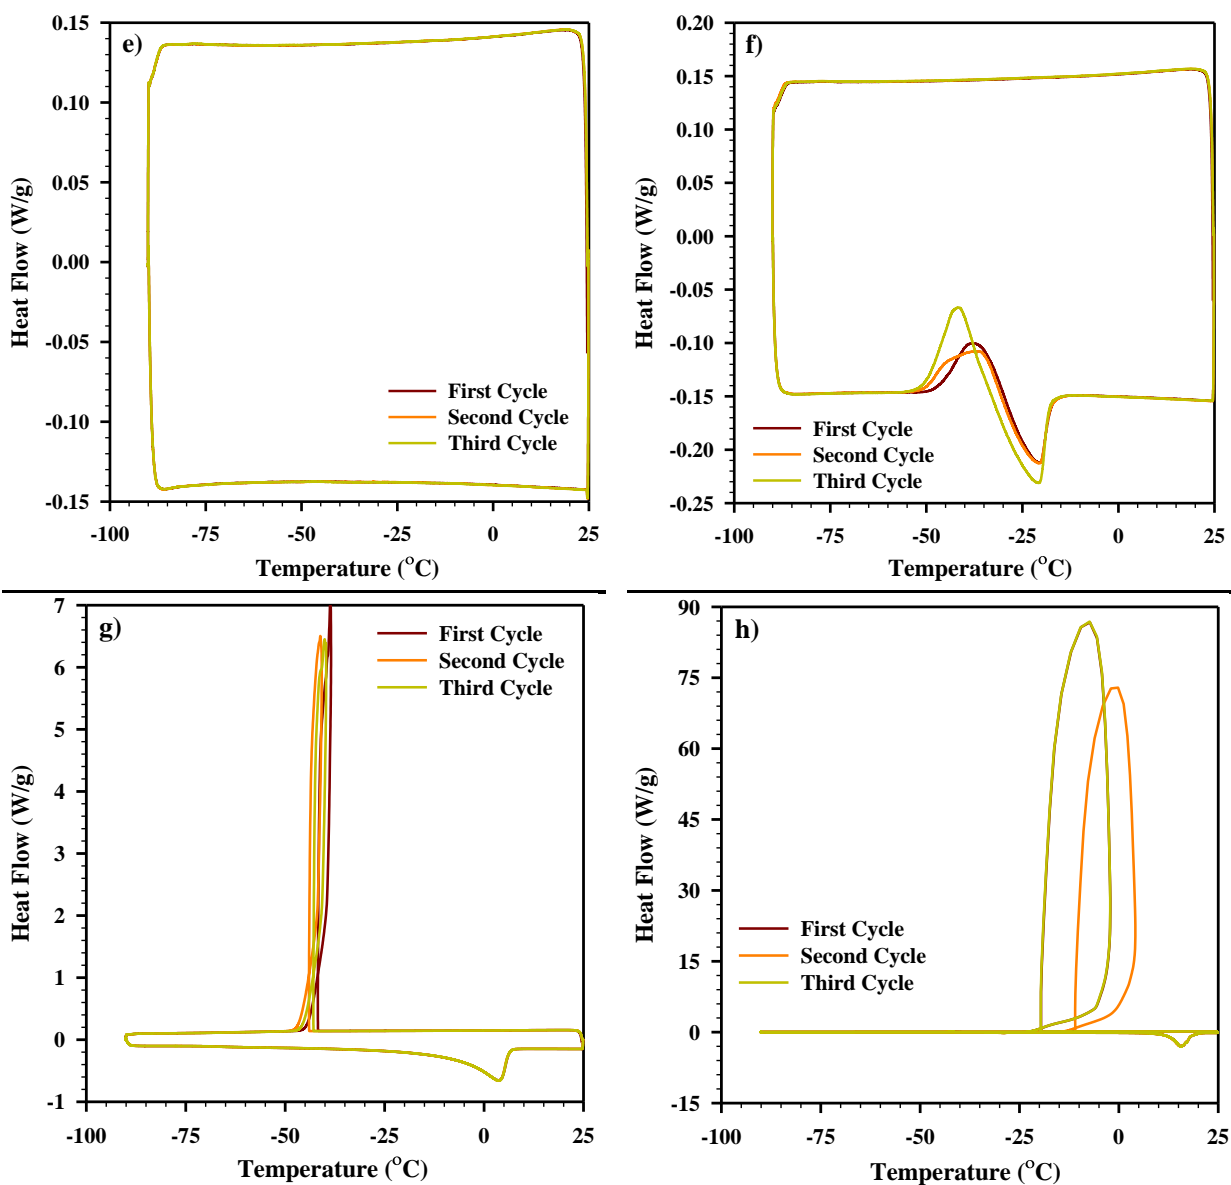 e)
0.15
0.10
0.05
0.00
-0.05
-0.10
-0.15
Heat Flow (W/g)
First Cycle
Second Cycle
Third Cycle
-100 -75 -50 -25 0 25
Temperature (°C)
f)
0.20
0.15
0.10
0.05
0.00
-0.05
-0.10
-0.15
-0.20
-0.25
Heat Flow (W/g)
First Cycle
Second Cycle
Third Cycle
-100 -75 -50 -25 0 25
Temperature (°C)
g)
7
6
5
4
3
2
1
0
-1
Heat Flow (W/g)
First Cycle
Second Cycle
Third Cycle
-100 -75 -50 -25 0 25
Temperature (°C)
h)
90
75
60
45
30
15
0
-15
Heat Flow (W/g)
First Cycle
Second Cycle
Third Cycle
-100 -75 -50 -25 0 25
Temperature (°C)